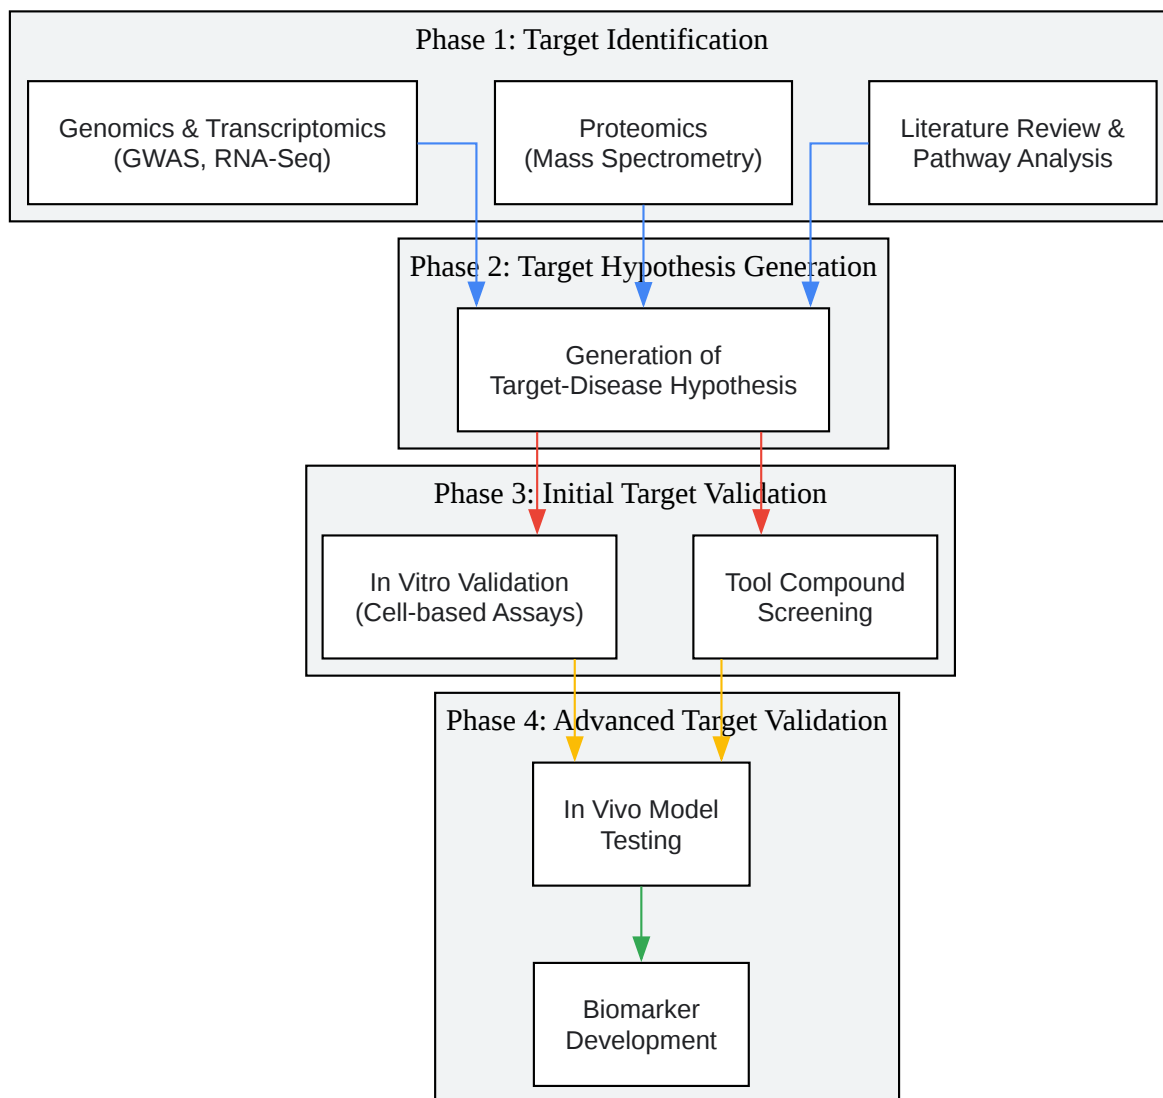 Phase 1: Target Identification
Genomics & Transcriptomics
(GWAS, RNA-Seq)
Proteomics
(Mass Spectrometry)
Literature Review &
Pathway Analysis
Phase 2: Target Hypothesis Generation
Generation of
Target-Disease Hypothesis
Phase 3: Initial Target Validation
In Vitro Validation
(Cell-based Assays)
Tool Compound
Screening
Phase 4: Advanced Target Validation
In Vivo Model
Testing
Biomarker
Development